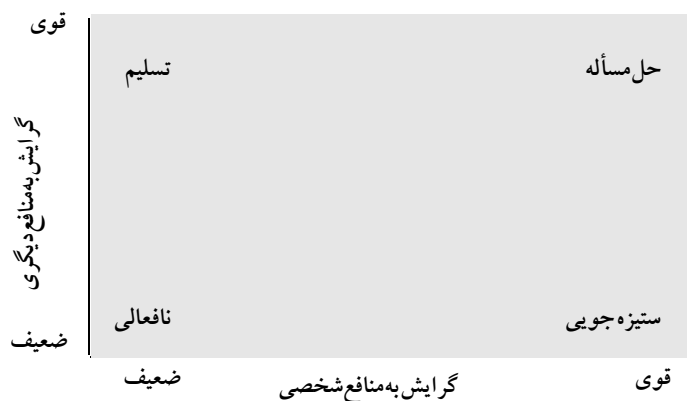 قوی
حل مسأله
تسلیم
گرایش به منافع دیگری
ستیزه جویی
نافعالی
ضعیف
قوی
گرایش به منافع شخصی
ضعیف